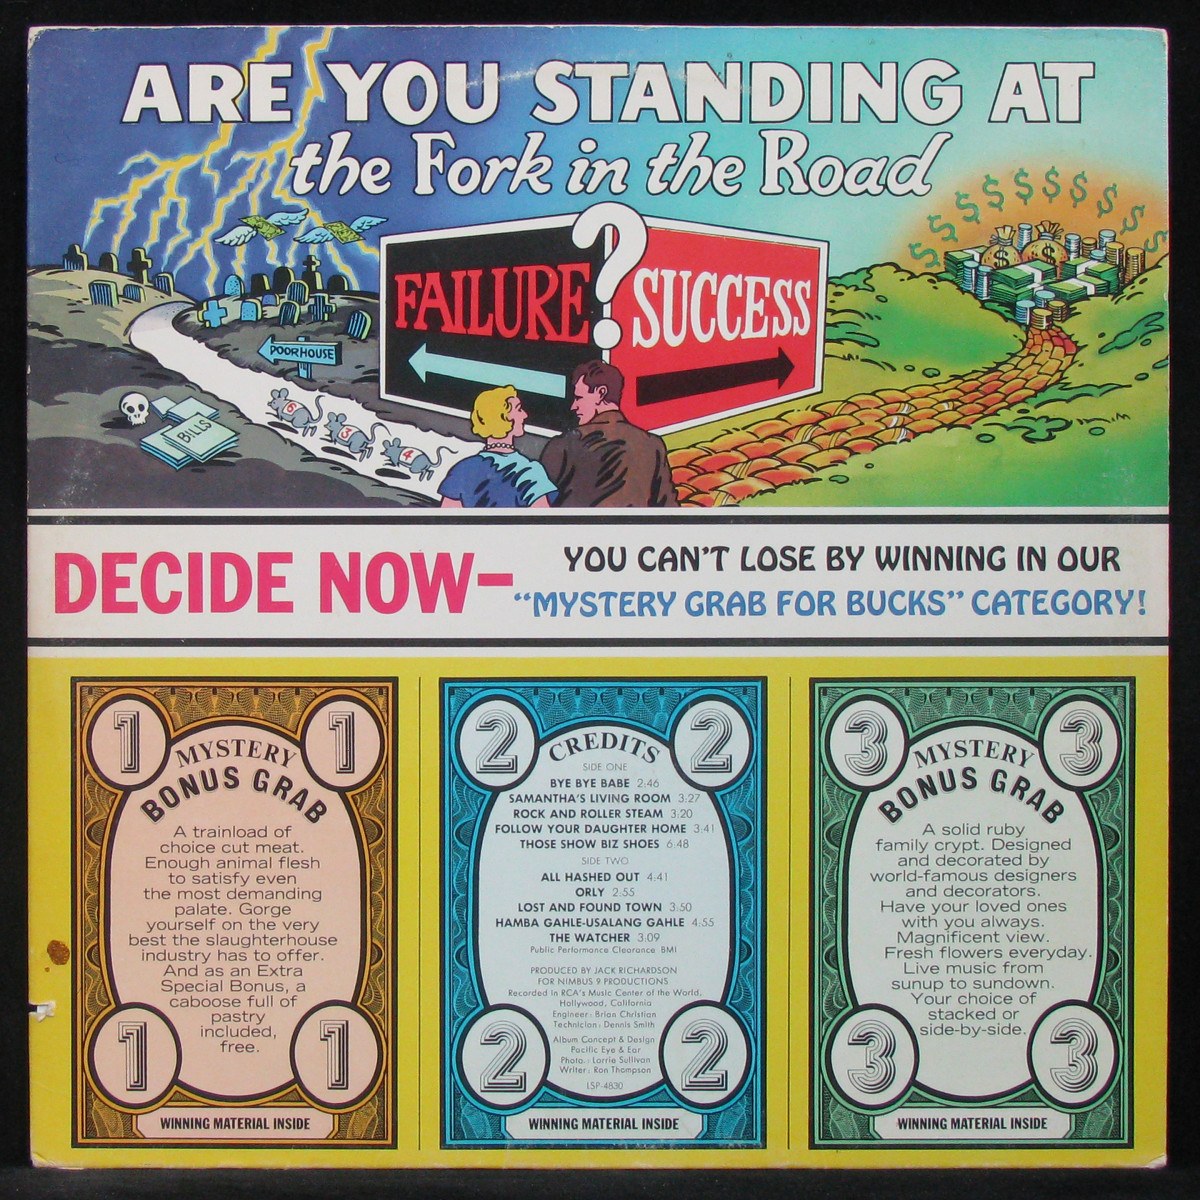 ARE YOU STANDING AT
the Fork in the Road
$ $ $ $ $ $ $ $ $ $
FAILURE ? SUCCESS
$ $
POORHOUSE
BILLS
6
3
4
DECIDE NOW—
YOU CAN'T LOSE BY WINNING IN OUR
"MYSTERY GRAB FOR BUCKS" CATEGORY!
1 1
MYSTERY
BONUS GRAB
A trainload of
choice cut meat.
Enough animal flesh
to satisfy even
the most demanding
palate. Gorge
yourself on the very
best the slaughterhouse
industry has to offer.
And as an Extra
Special Bonus, a
caboose full of
pastry
included,
free.
1 1
WINNING MATERIAL INSIDE
2 2
CREDITS
SIDE ONE
BYE BYE BABE 2:46
SAMANTHA'S LIVING ROOM 3:27
ROCK AND ROLLER STEAM 3:20
FOLLOW YOUR DAUGHTER HOME 3:41
THOSE SHOW BIZ SHOES 6:48
SIDE TWO
ALL HASHED OUT 4:41
ORLY 2:55
LOST AND FOUND TOWN 3:50
HAMBA GAHLE-USALANG GAHLE 4:55
THE WATCHER 3:09
Public Performance Clearance BMI
PRODUCED BY JACK RICHARDSON
FOR NIMBUS 9 PRODUCTIONS
Recorded in RCA's Music Center of the World,
Hollywood, California
Engineer: Brian Christian
Technician: Dennis Smith
Album Concept & Design
Pacific Eye & Ear
Photo.: Lorrie Sullivan
Writer: Ron Thompson
LSP-4830
2 2
WINNING MATERIAL INSIDE
3 3
MYSTERY
BONUS GRAB
A solid ruby
family crypt. Designed
and decorated by
world-famous designers
and decorators.
Have your loved ones
with you always.
Magnificent view.
Fresh flowers everyday.
Live music from
sunup to sundown.
Your choice of
stacked or
side-by-side.
3 3
WINNING MATERIAL INSIDE